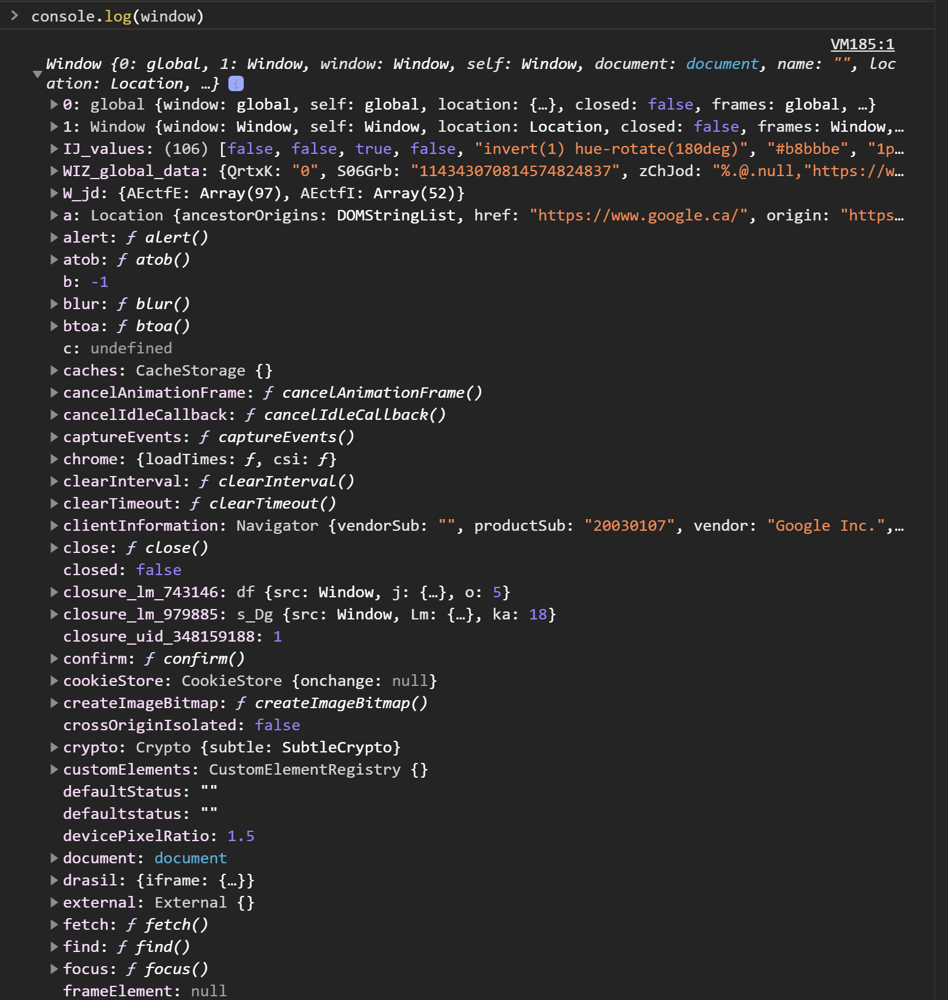 > console.log(window)
VM185:1
Window {0: global, 1: Window, window: Window, self: Window, document: document, name: "", loc
ation: Location, …} i
0: global {window: global, self: global, location: {…}, closed: false, frames: global, …}
1: Window {window: Window, self: Window, location: Location, closed: false, frames: Window,…
IJ_values: (106) [false, false, true, false, "invert(1) hue-rotate(180deg)", "#b8bbbe", "1p…
WIZ_global_data: {QrtxK: "0", S06Grb: "114343070814574824837", zChJod: "%.@.null,"https://w…
W_jd: {AEctfE: Array(97), AEctfI: Array(52)}
a: Location {ancestorOrigins: DOMStringList, href: "https://www.google.ca/", origin: "https…
alert: ƒ alert()
atob: ƒ atob()
b: -1
blur: ƒ blur()
btoa: ƒ btoa()
c: undefined
caches: CacheStorage {}
cancelAnimationFrame: ƒ cancelAnimationFrame()
cancelIdleCallback: ƒ cancelIdleCallback()
captureEvents: ƒ captureEvents()
chrome: {loadTimes: ƒ, csi: ƒ}
clearInterval: ƒ clearInterval()
clearTimeout: ƒ clearTimeout()
clientInformation: Navigator {vendorSub: "", productSub: "20030107", vendor: "Google Inc.",…
close: ƒ close()
closed: false
closure_lm_743146: df {src: Window, j: {…}, o: 5}
closure_lm_979885: s_Dg {src: Window, Lm: {…}, ka: 18}
closure_uid_348159188: 1
confirm: ƒ confirm()
cookieStore: CookieStore {onchange: null}
createImageBitmap: ƒ createImageBitmap()
crossOriginIsolated: false
crypto: Crypto {subtle: SubtleCrypto}
customElements: CustomElementRegistry {}
defaultStatus: ""
defaultstatus: ""
devicePixelRatio: 1.5
document: document
drasil: {iframe: {…}}
external: External {}
fetch: ƒ fetch()
find: ƒ find()
focus: ƒ focus()
frameElement: null